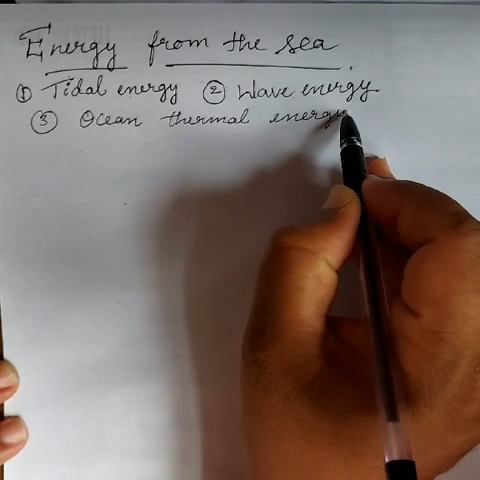 Energy from the sea.
① Tidal energy ② Wave energy.
③ Ocean thermal energy